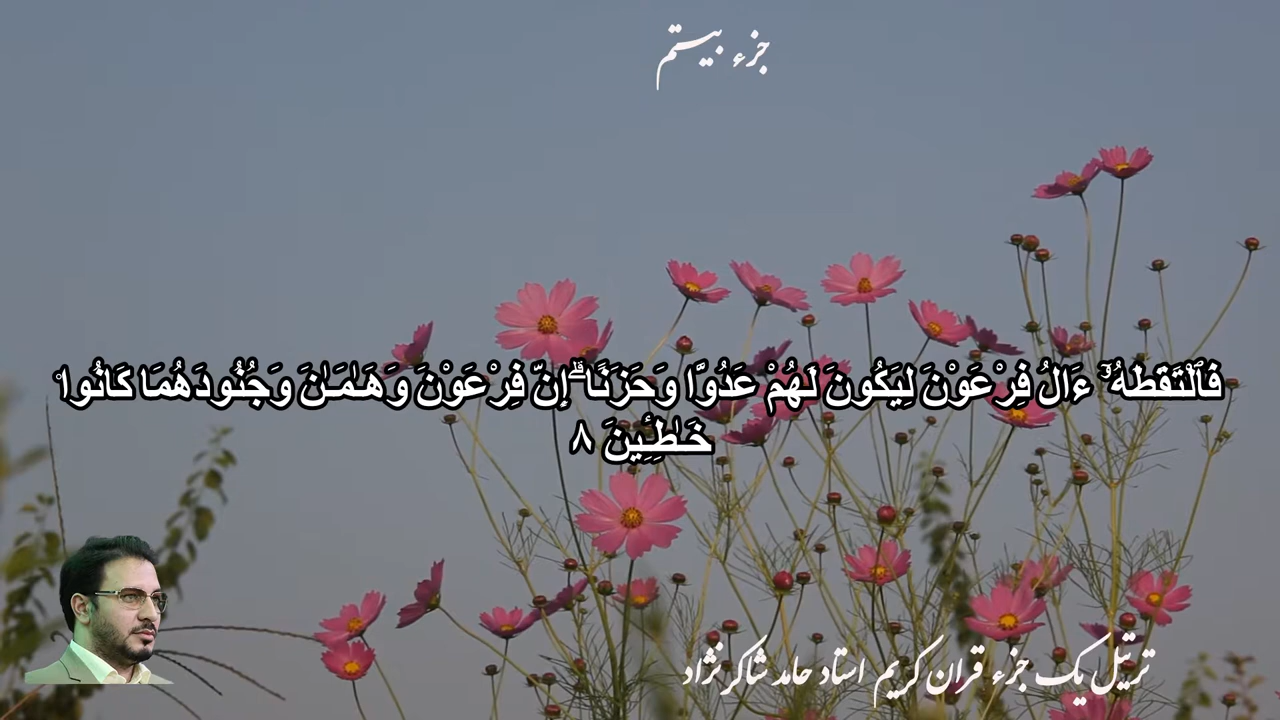 جزء بیستم
فَٱلْتَقَطَهُۥٓ ءَالُ فِرْعَوْنَ لِيَكُونَ لَهُمْ عَدُوًّا وَحَزَنًا ۗ إِنَّ فِرْعَوْنَ وَهَـٰمَـٰنَ وَجُنُودَهُمَا كَانُوا۟
خَـٰطِـِٔينَ ٨
ترتیل یک جزء قران کریم استاد حامد شاکرنژاد